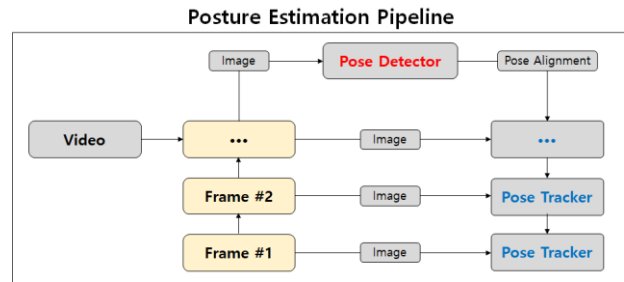 Posture Estimation Pipeline
Image
Pose Detector
Pose Alignment
Video
...
Image
...
Frame #2
Image
Pose Tracker
Frame #1
Image
Pose Tracker